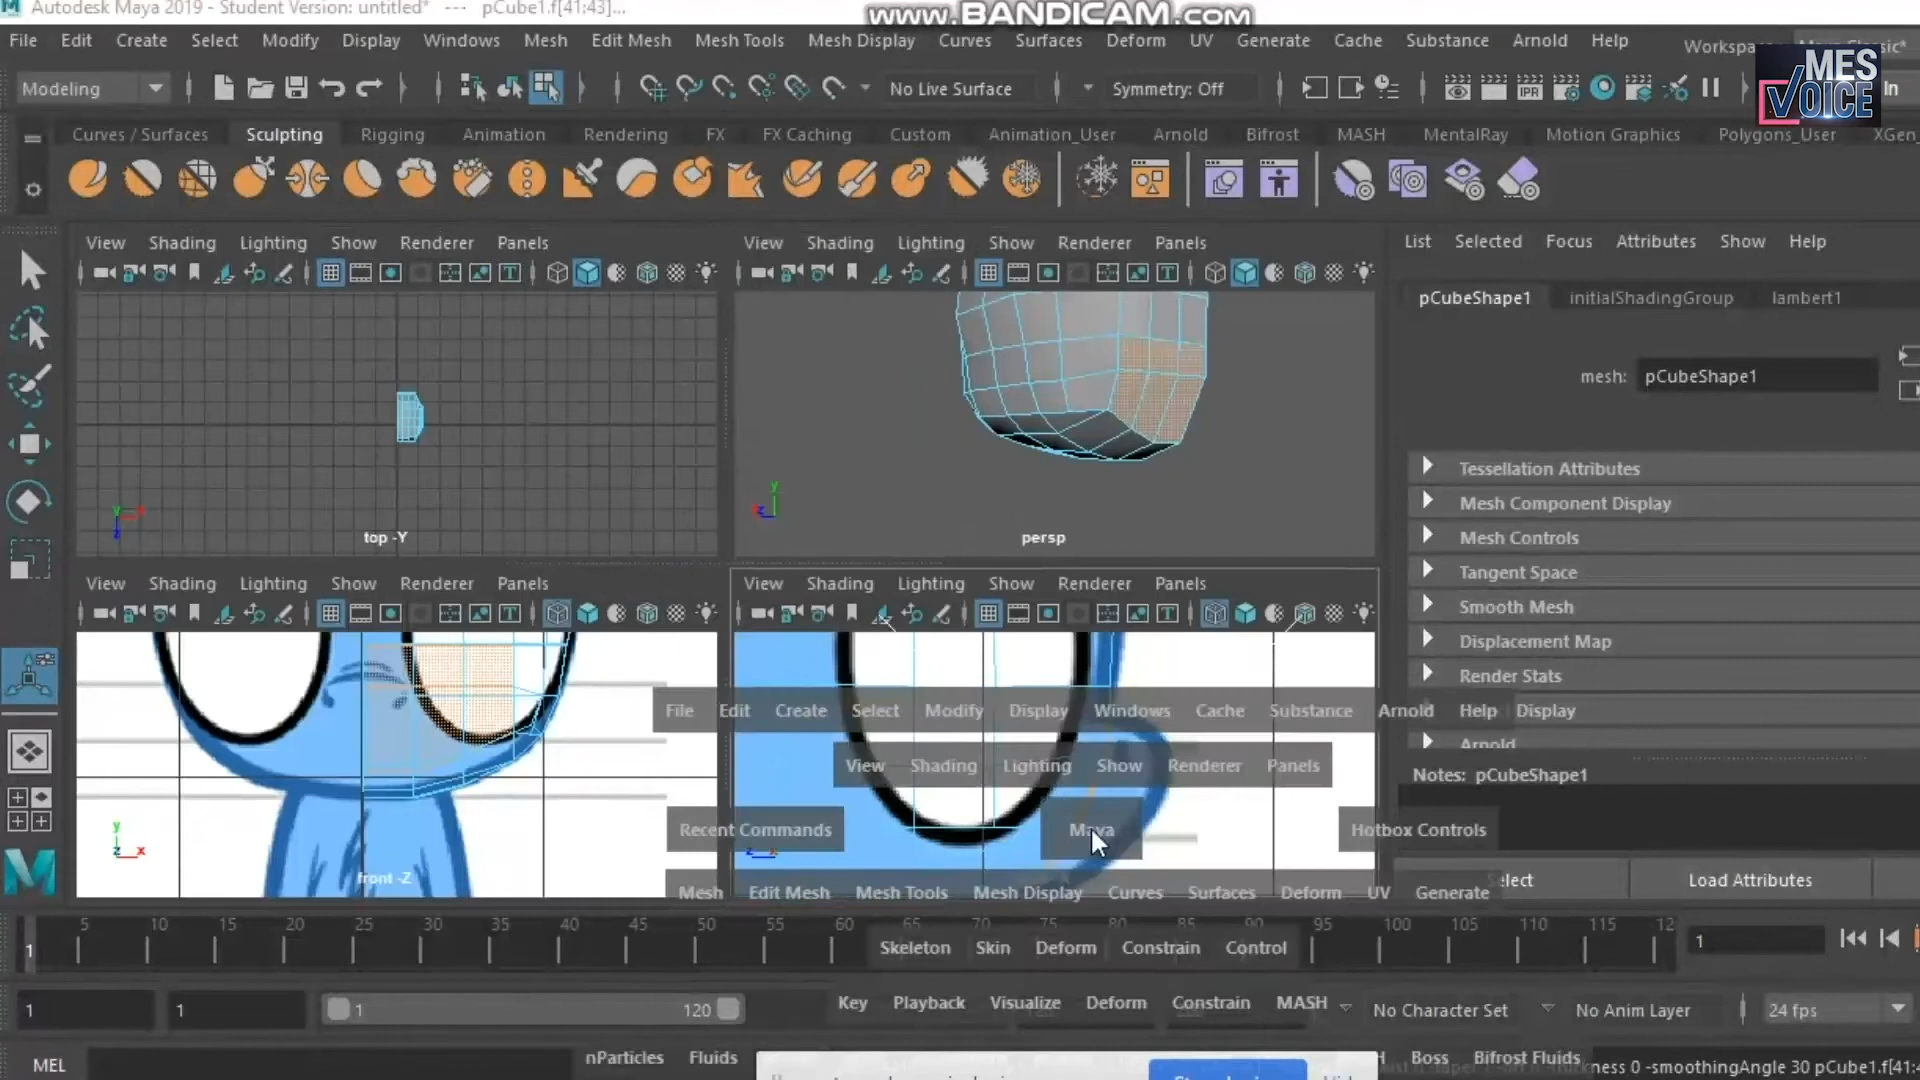 Autodesk Maya 2019 - Student Version: untitled* --- pCube1.f[41:43]...
www.BANDICAM.com
File Edit Create Select Modify Display Windows Mesh Edit Mesh Mesh Tools Mesh Display Curves Surfaces Deform UV Generate Cache Substance Arnold Help
MES VOICE
Modeling No Live Surface Symmetry: Off IPR In
Curves / Surfaces Sculpting Rigging Animation Rendering FX FX Caching Custom Animation_User Arnold Bifrost MASH MentalRay Motion Graphics Polygons_User XGen
View Shading Lighting Show Renderer Panels
View Shading Lighting Show Renderer Panels
List Selected Focus Attributes Show Help
pCubeShape1 initialShadingGroup lambert1
mesh: pCubeShape1
y x z
top -Y
y z
persp
Tessellation Attributes
Mesh Component Display
Mesh Controls
Tangent Space
Smooth Mesh
Displacement Map
Render Stats
View Shading Lighting Show Renderer Panels
View Shading Lighting Show Renderer Panels
File Edit Create Select Modify Display Windows Cache Substance Arnold Help Display
Arnold
View Shading Lighting Show Renderer Panels
Notes: pCubeShape1
Recent Commands Maya Hotbox Controls
y z x
front -Z
Mesh Edit Mesh Mesh Tools Mesh Display Curves Surfaces Deform UV Generate
Load Attributes
5 10 15 20 25 30 35 40 45 50 55 60 65 70 75 80 85 90 95 100 105 110 115 12
1 1
Skeleton Skin Deform Constrain Control
1 1 1 120
Key Playback Visualize Deform Constrain MASH
No Character Set No Anim Layer 24 fps
MEL
nParticles Fluids Boss Bifrost Fluids
kness 0 -smoothingAngle 30 pCube1.f[41:4